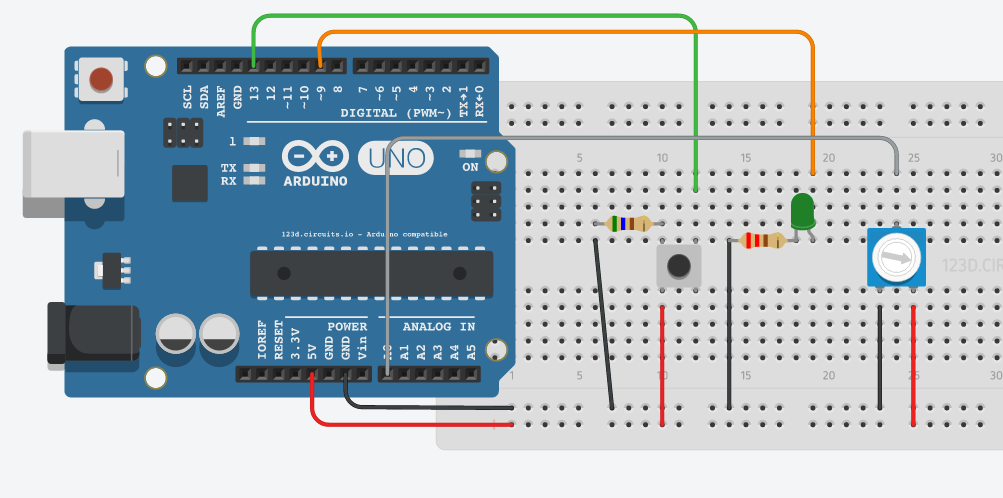 SCL
SDA
AREF
GND
13
12
~11
~10
~9
8
7
~6
~5
4
~3
2
TX→1
RX←0
DIGITAL (PWM~)
1
TX
RX
ARDUINO
UNO
ON
123d.circuits.io - Arduino compatible
5 10 15 20 25 30
123D.CIR
POWER
ANALOG IN
IOREF
RESET
3.3V
5V
GND
GND
Vin
A0
A1
A2
A3
A4
A5
1 5 10 15 20 25 30